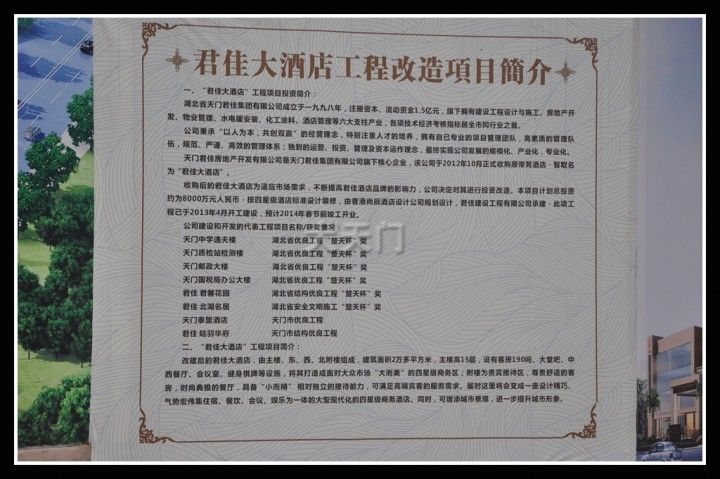 君佳大酒店工程改造項目簡介
一、“君佳大酒店”工程项目投资简介：
湖北省天门君佳集团有限公司成立于一九九八年，注册资本、流动资金1.5亿元，旗下拥有建设工程设计与施工、房地产开
发、物业管理、水电暖安装、化工涂料、酒店管理等六大支柱产业，各项技术经济考核指标居全市同行业之首。
公司秉承“以人为本，共创双赢”的经营理念，特别注重人才的培养，拥有自已专业的项目管理团队，高素质的管理队
伍，规范、严谨、高效的管理体系；独到的运营、投资、管理及资本运作理念，最终实现公司发展的规模化、产业化，专业化。
天门君佳房地产开发有限公司是天门君佳集团有限公司旗下核心企业，该公司于2012年10月正式收购原帝苑酒店，暂取名
为“君佳大酒店”。
收购后的君佳大酒店为适应市场需求，不断提高君佳酒店品牌的影响力，公司决定对其进行投资改造。本项目计划总投资
约为8000万元人民币，按四星级酒店标准设计装修，由香港尚辰酒店设计公司规划设计，君佳建设工程有限公司承建，此项工
程已于2013年4月开工建设，预计2014年春节前竣工开业。
公司建设和开发的代表工程项目名称/获奖情况：
天门中学逸夫楼 湖北省优良工程“楚天杯”奖
天门质检站检测楼 湖北省优良工程“楚天杯”奖
天门邮政大楼 湖北省优良工程“楚天杯”奖
天门国税局办公大楼 湖北省优良工程“楚天杯”奖
君佳 君馨花园 湖北省结构优良工程“楚天杯”奖
君佳 北湖名居 湖北省安全文明施工“楚天杯”奖
天门泰盟酒店 天门市优良工程
君佳 陆羽华府 天门市结构优良工程
二、“君佳大酒店”工程项目简介：
改建后的君佳大酒店，由主楼、东、西、北附楼组成，建筑面积2万多平方米，主楼高15层，设有客房190间、大堂吧、中
西餐厅、会议室、健身棋牌等设施，将其打造成面对大众市场“大而美”的四星级商务区；附楼为贵宾接待区，尊贵舒适的客
房，时尚典雅的餐厅，具备“小而精”相对独立的接待能力，可满足高端宾客的服务需求。届时这里将会变成一座设计精巧、
气势宏伟集住宿、餐饮、会议、娱乐为一体的大型现代化的四星级商务酒店、同时，可增添城市景观，进一步提升城市形象。
天天门